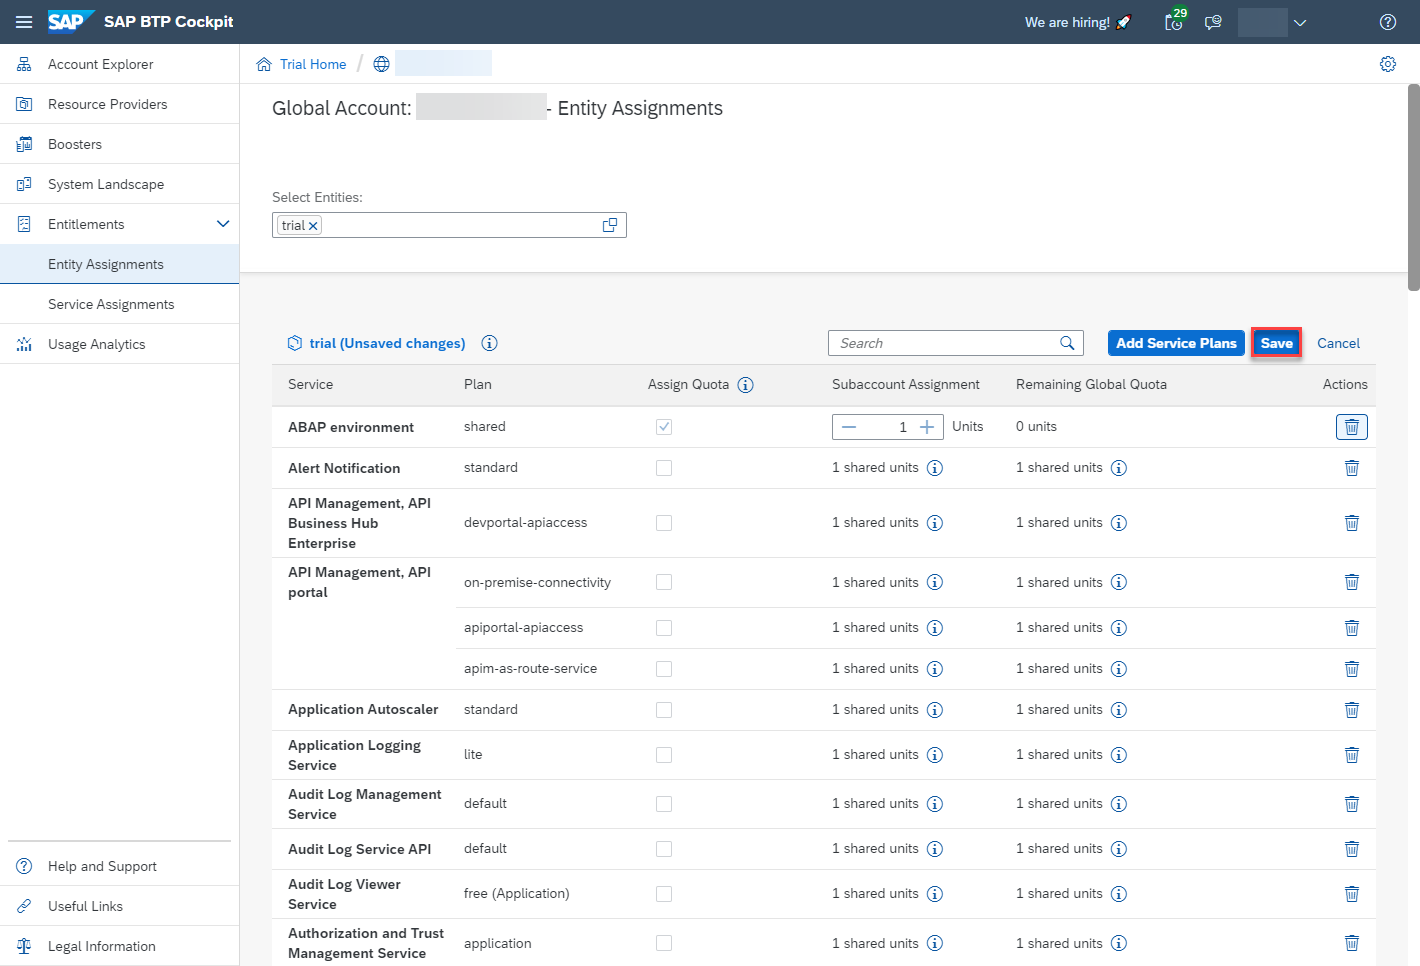 SAP SAP BTP Cockpit
We are hiring! 🚀
29
Account Explorer
Resource Providers
Boosters
System Landscape
Entitlements
Entity Assignments
Service Assignments
Usage Analytics
Help and Support
Useful Links
Legal Information
Trial Home /
Global Account: - Entity Assignments
Select Entities:
trial
trial (Unsaved changes)
Search
Add Service Plans
Save
Cancel
Service Plan Assign Quota Subaccount Assignment Remaining Global Quota Actions
ABAP environment shared 1 Units 0 units
Alert Notification standard 1 shared units 1 shared units
API Management, API
Business Hub
Enterprise
devportal-apiaccess 1 shared units 1 shared units
API Management, API
portal
on-premise-connectivity 1 shared units 1 shared units
apiportal-apiaccess 1 shared units 1 shared units
apim-as-route-service 1 shared units 1 shared units
Application Autoscaler standard 1 shared units 1 shared units
Application Logging
Service
lite 1 shared units 1 shared units
Audit Log Management
Service
default 1 shared units 1 shared units
Audit Log Service API default 1 shared units 1 shared units
Audit Log Viewer
Service
free (Application) 1 shared units 1 shared units
Authorization and Trust
Management Service
application 1 shared units 1 shared units